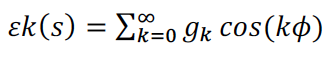 εk(s) = ∑_{k=0}^{∞} g_k cos(kϕ)